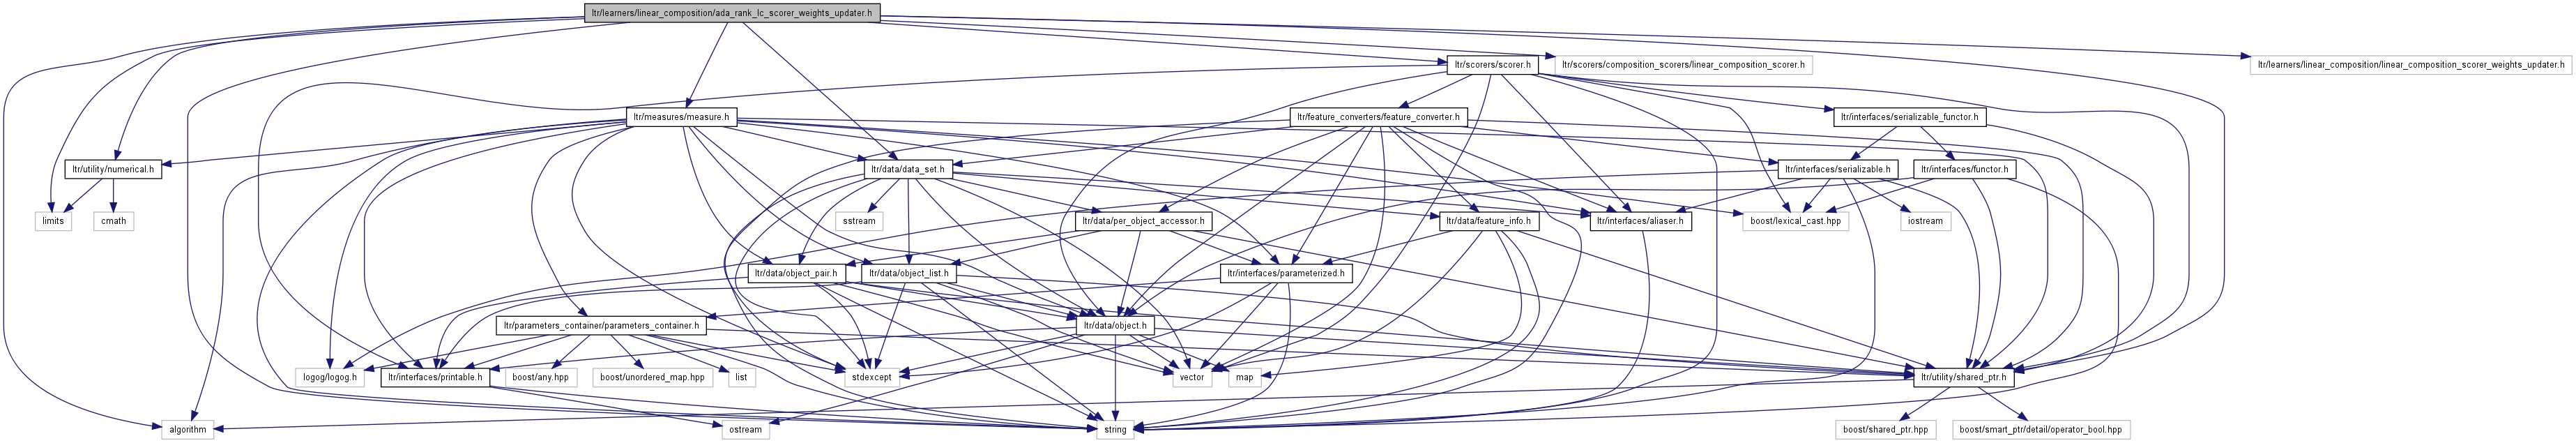 ltr/learners/linear_composition/ada_rank_lc_scorer_weights_updater.h
ltr/scorers/scorer.h
ltr/scorers/composition_scorers/linear_composition_scorer.h
ltr/learners/linear_composition/linear_composition_scorer_weights_updater.h
ltr/measures/measure.h
ltr/feature_converters/feature_converter.h
ltr/interfaces/serializable_functor.h
ltr/utility/numerical.h
ltr/data/data_set.h
ltr/interfaces/serializable.h
ltr/interfaces/functor.h
limits
cmath
sstream
ltr/data/per_object_accessor.h
ltr/data/feature_info.h
ltr/interfaces/aliaser.h
boost/lexical_cast.hpp
iostream
ltr/data/object_pair.h
ltr/data/object_list.h
ltr/interfaces/parameterized.h
ltr/parameters_container/parameters_container.h
ltr/data/object.h
logog/logog.h
ltr/interfaces/printable.h
boost/any.hpp
boost/unordered_map.hpp
list
stdexcept
vector
map
ltr/utility/shared_ptr.h
algorithm
ostream
string
boost/shared_ptr.hpp
boost/smart_ptr/detail/operator_bool.hpp